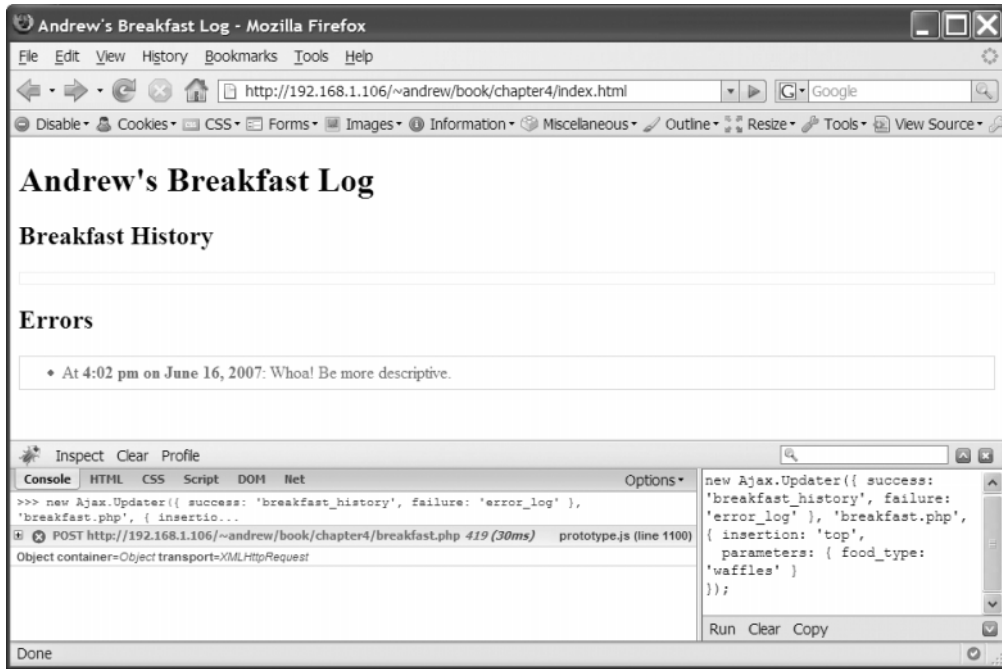 Andrew's Breakfast Log - Mozilla Firefox
File Edit View History Bookmarks Tools Help
http://192.168.1.106/~andrew/book/chapter4/index.html
G Google
Disable Cookies CSS Forms Images Information Miscellaneous Outline Resize Tools View Source
Andrew's Breakfast Log
Breakfast History
Errors
• At 4:02 pm on June 16, 2007: Whoa! Be more descriptive.
Inspect Clear Profile
Console HTML CSS Script DOM Net Options
>>> new Ajax.Updater({ success: 'breakfast_history', failure: 'error_log' },
'breakfast.php', { insertio...
POST http://192.168.1.106/~andrew/book/chapter4/breakfast.php 419 (30ms) prototype.js (line 1100)
Object container=Object transport=XMLHttpRequest
new Ajax.Updater({ success:
'breakfast_history', failure:
'error_log' }, 'breakfast.php',
{ insertion: 'top',
parameters: { food_type:
'waffles' }
});
Run Clear Copy
Done